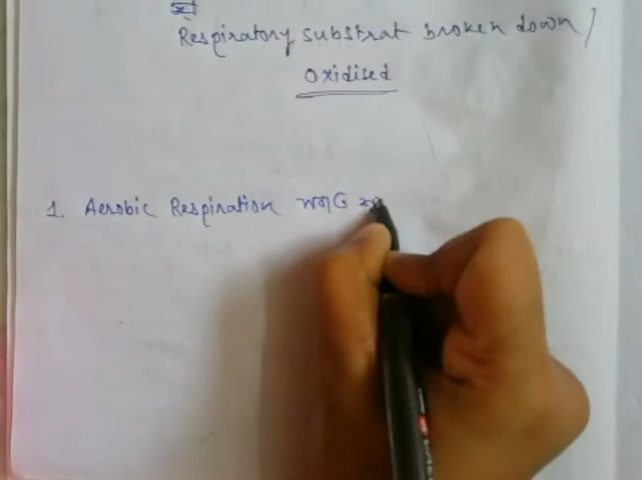 Respiratory substrat broken down /
Oxidised
1. Aerobic Respiration